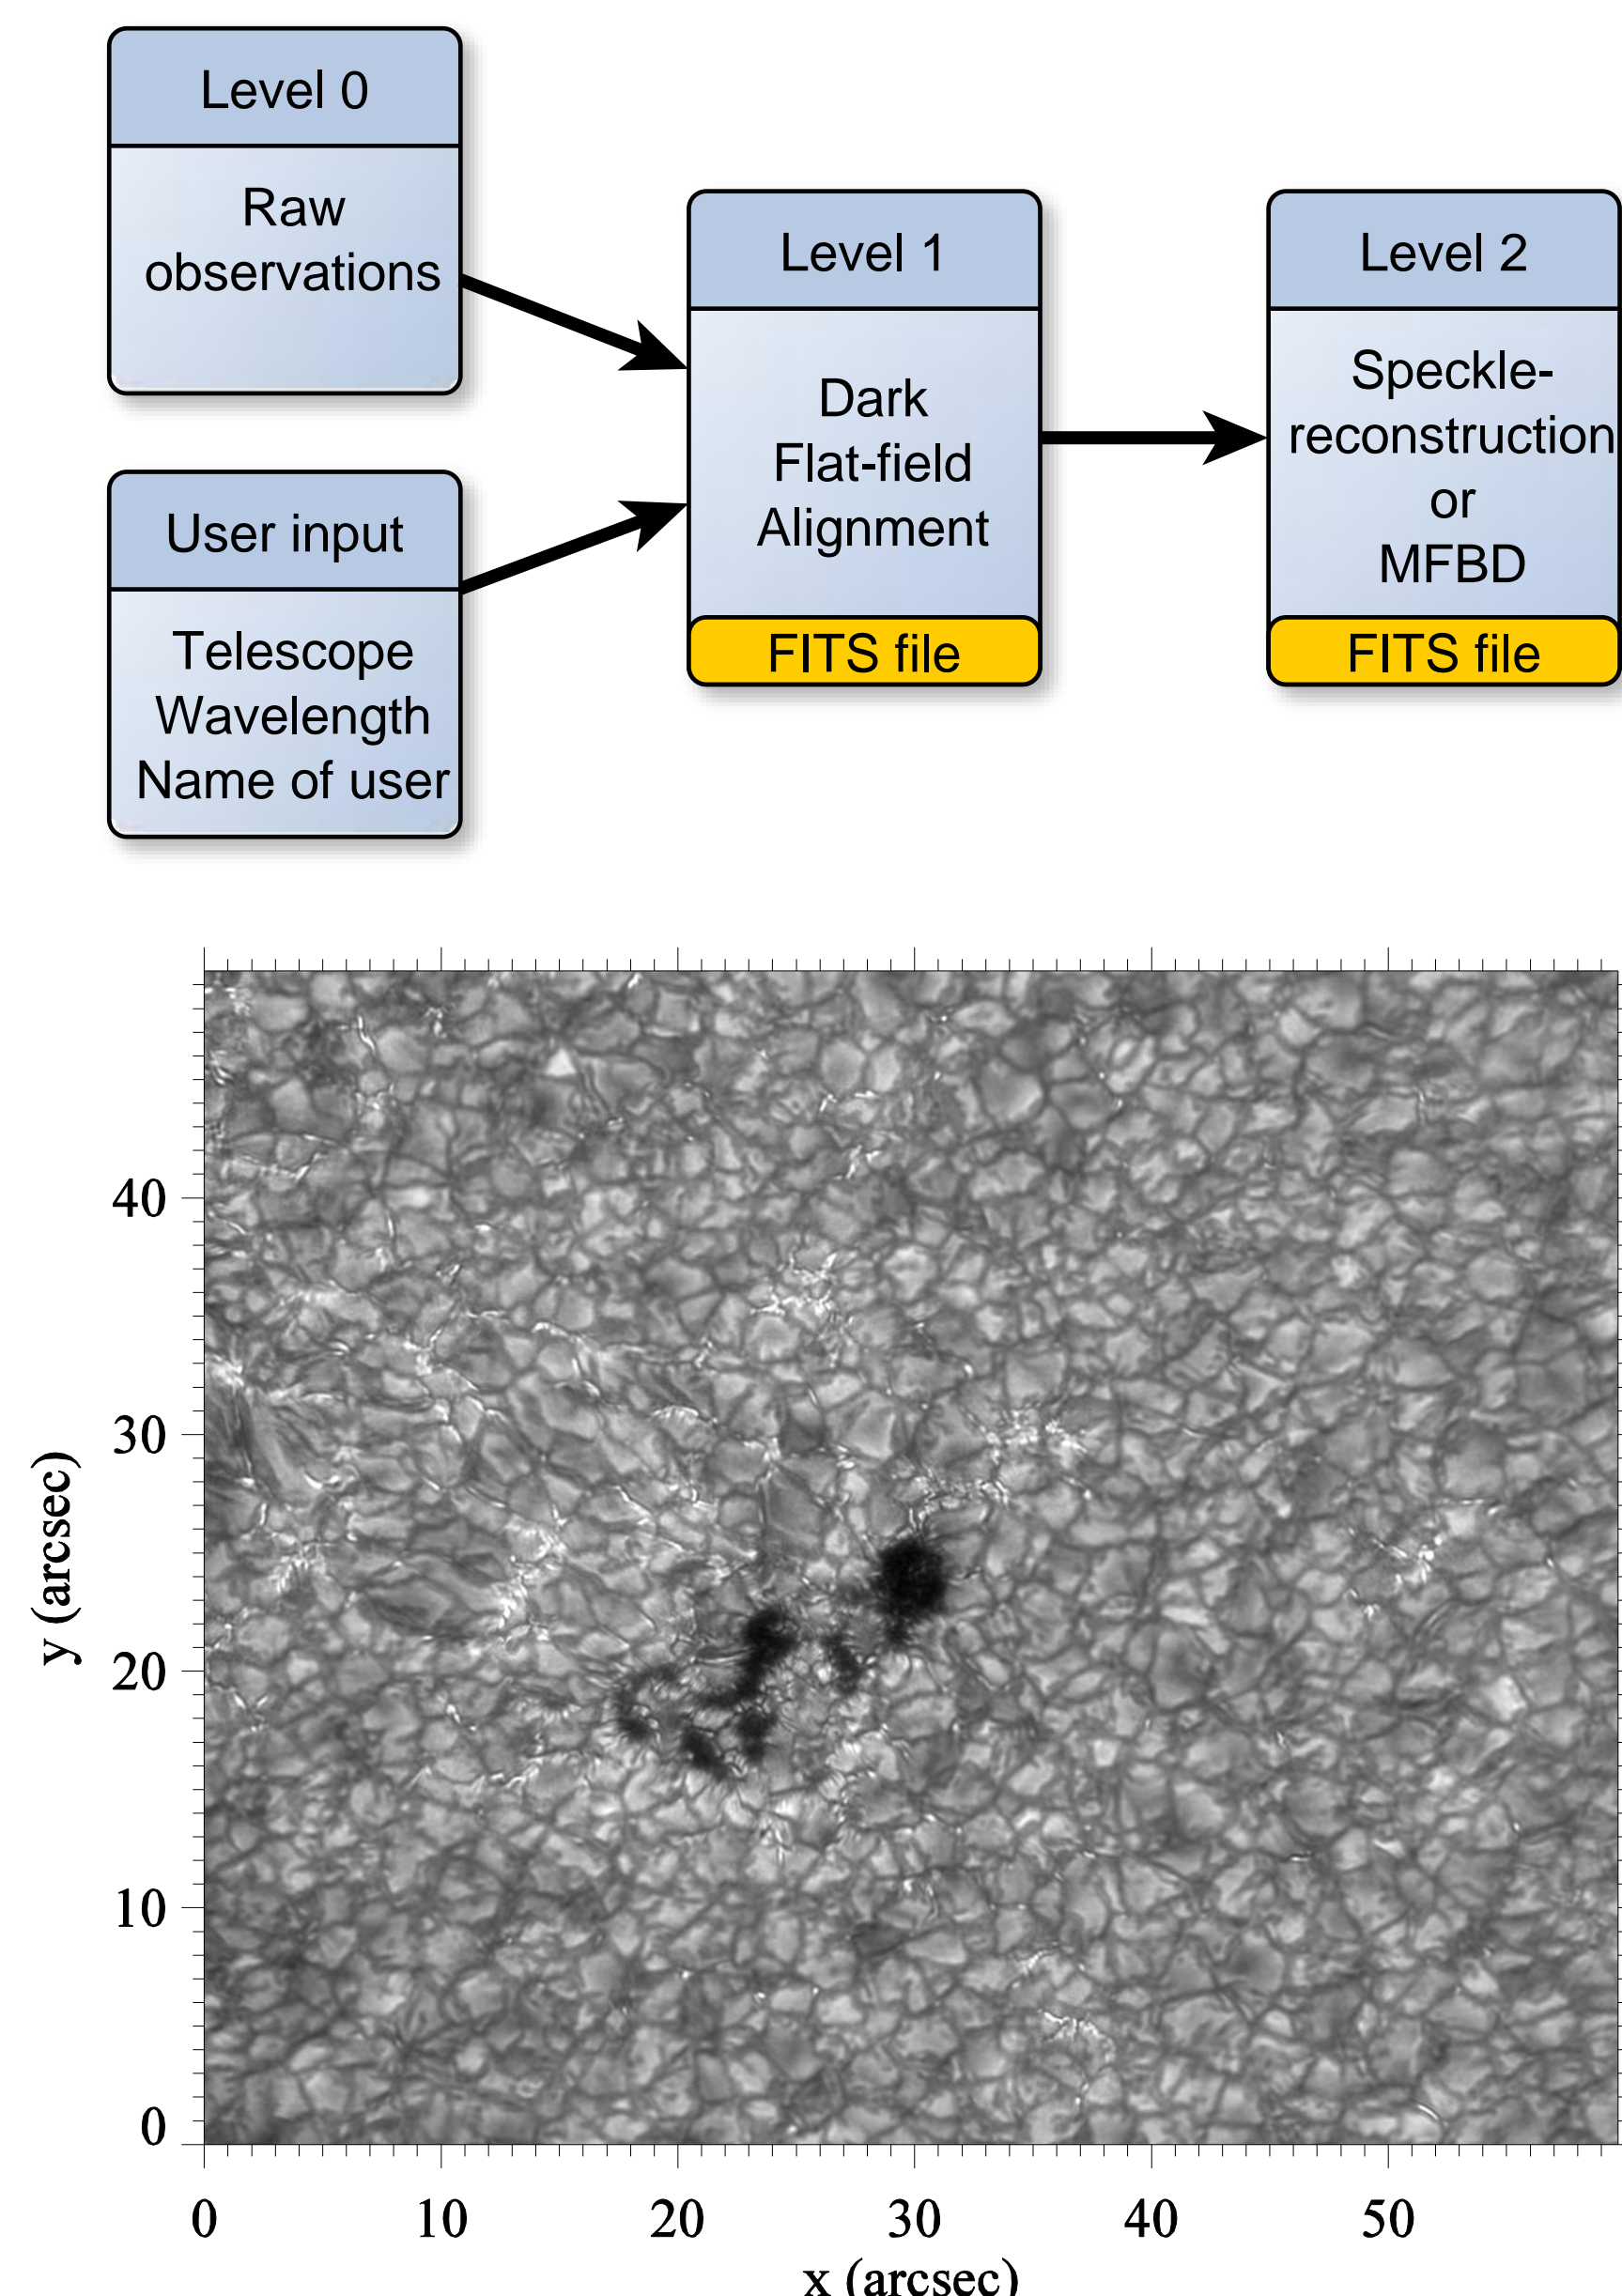 Level 0
Raw
observations
User input
Telescope
Wavelength
Name of user
Level 1
Dark
Flat-field
Alignment
FITS file
Level 2
Speckle-
reconstruction
or
MFBD
FITS file
y (arcsec)
40
30
20
10
0
0 10 20 30 40 50
x (arcsec)